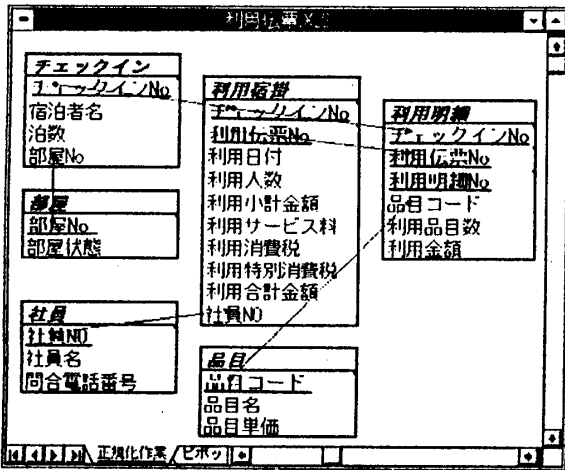 チェックイン
チェックインNo
宿泊者名
泊数
部屋No
部屋
部屋No
部屋状態
社員
社員NO
社員名
問合電話番号
利用宿掛
チェックインNo
利用伝票No
利用日付
利用人数
利用小計金額
利用サービス料
利用消費税
利用特別消費税
利用合計金額
社員NO
品目
品目コード
品目名
品目単価
利用明細
チェックインNo
利用伝票No
利用明細No
品目コード
利用品目数
利用金額
正規化作業 ピボッ